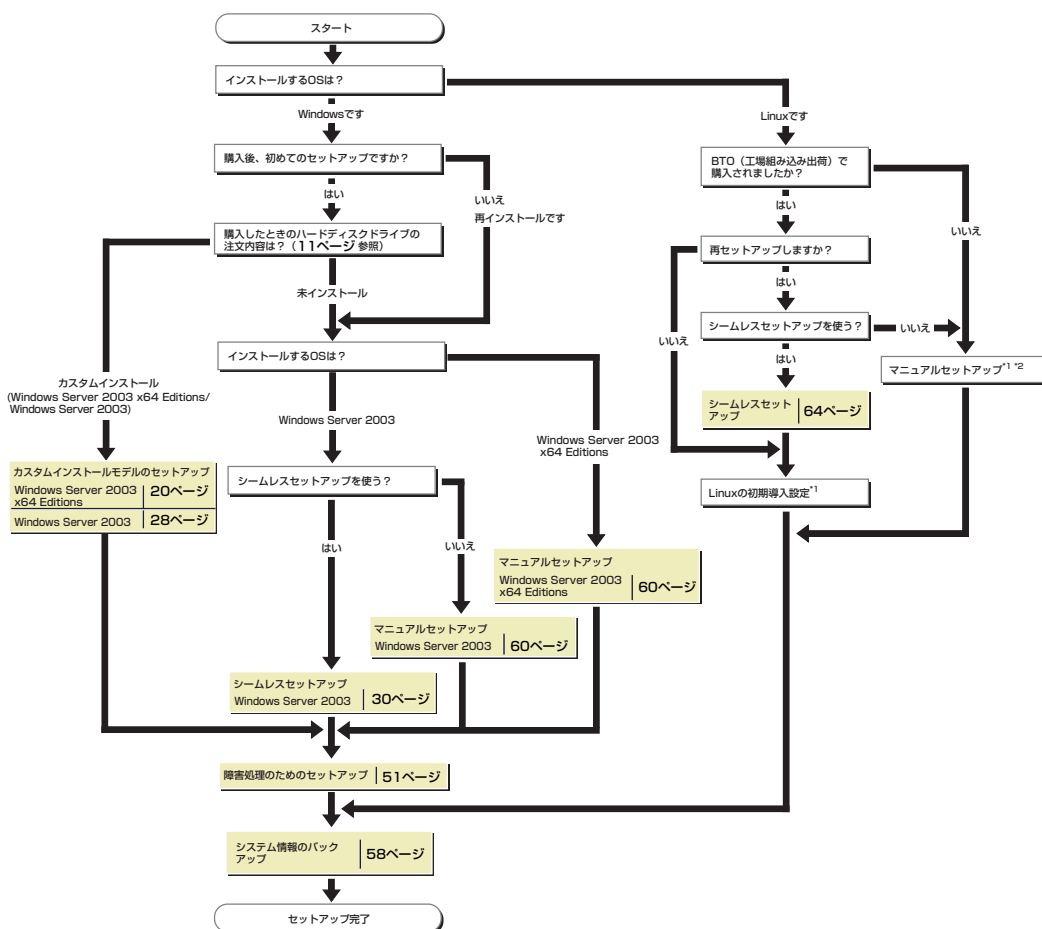 スタート
インストールするOSは？
Windowsです
Linuxです
購入後、初めてのセットアップですか？
BTO（工場組み込み出荷）で
購入されましたか？
はい
いいえ
再インストールです
はい
いいえ
購入したときのハードディスクドライブの
注文内容は？（11ページ 参照）
再セットアップしますか？
未インストール
はい
いいえ
シームレスセットアップを使う？
いいえ
はい
インストールするOSは？
マニュアルセットアップ*1 *2
カスタムインストール
(Windows Server 2003 x64 Editions/
Windows Server 2003)
シームレスセット
アップ
64ページ
Windows Server 2003
Windows Server 2003
x64 Editions
カスタムインストールモデルのセットアップ
Windows Server 2003
x64 Editions
20ページ
Windows Server 2003
28ページ
シームレスセットアップを使う？
Linuxの初期導入設定*1
はい
いいえ
マニュアルセットアップ
Windows Server 2003
x64 Editions
60ページ
マニュアルセットアップ
Windows Server 2003
60ページ
シームレスセットアップ
Windows Server 2003
30ページ
障害処理のためのセットアップ
51ページ
システム情報のバック
アップ
58ページ
セットアップ完了